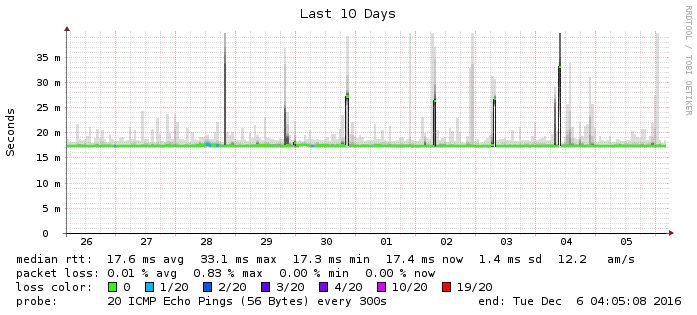 Last 10 Days
RRDTOOL / TOBI OETIKER
Seconds
35 m
30 m
25 m
20 m
15 m
10 m
5 m
0
26 27 28 29 30 01 02 03 04 05
median rtt: 17.6 ms avg 33.1 ms max 17.3 ms min 17.4 ms now 1.4 ms sd 12.2 am/s
packet loss: 0.01 % avg 0.83 % max 0.00 % min 0.00 % now
loss color: 0 1/20 2/20 3/20 4/20 10/20 19/20
probe: 20 ICMP Echo Pings (56 Bytes) every 300s end: Tue Dec 6 04:05:08 2016